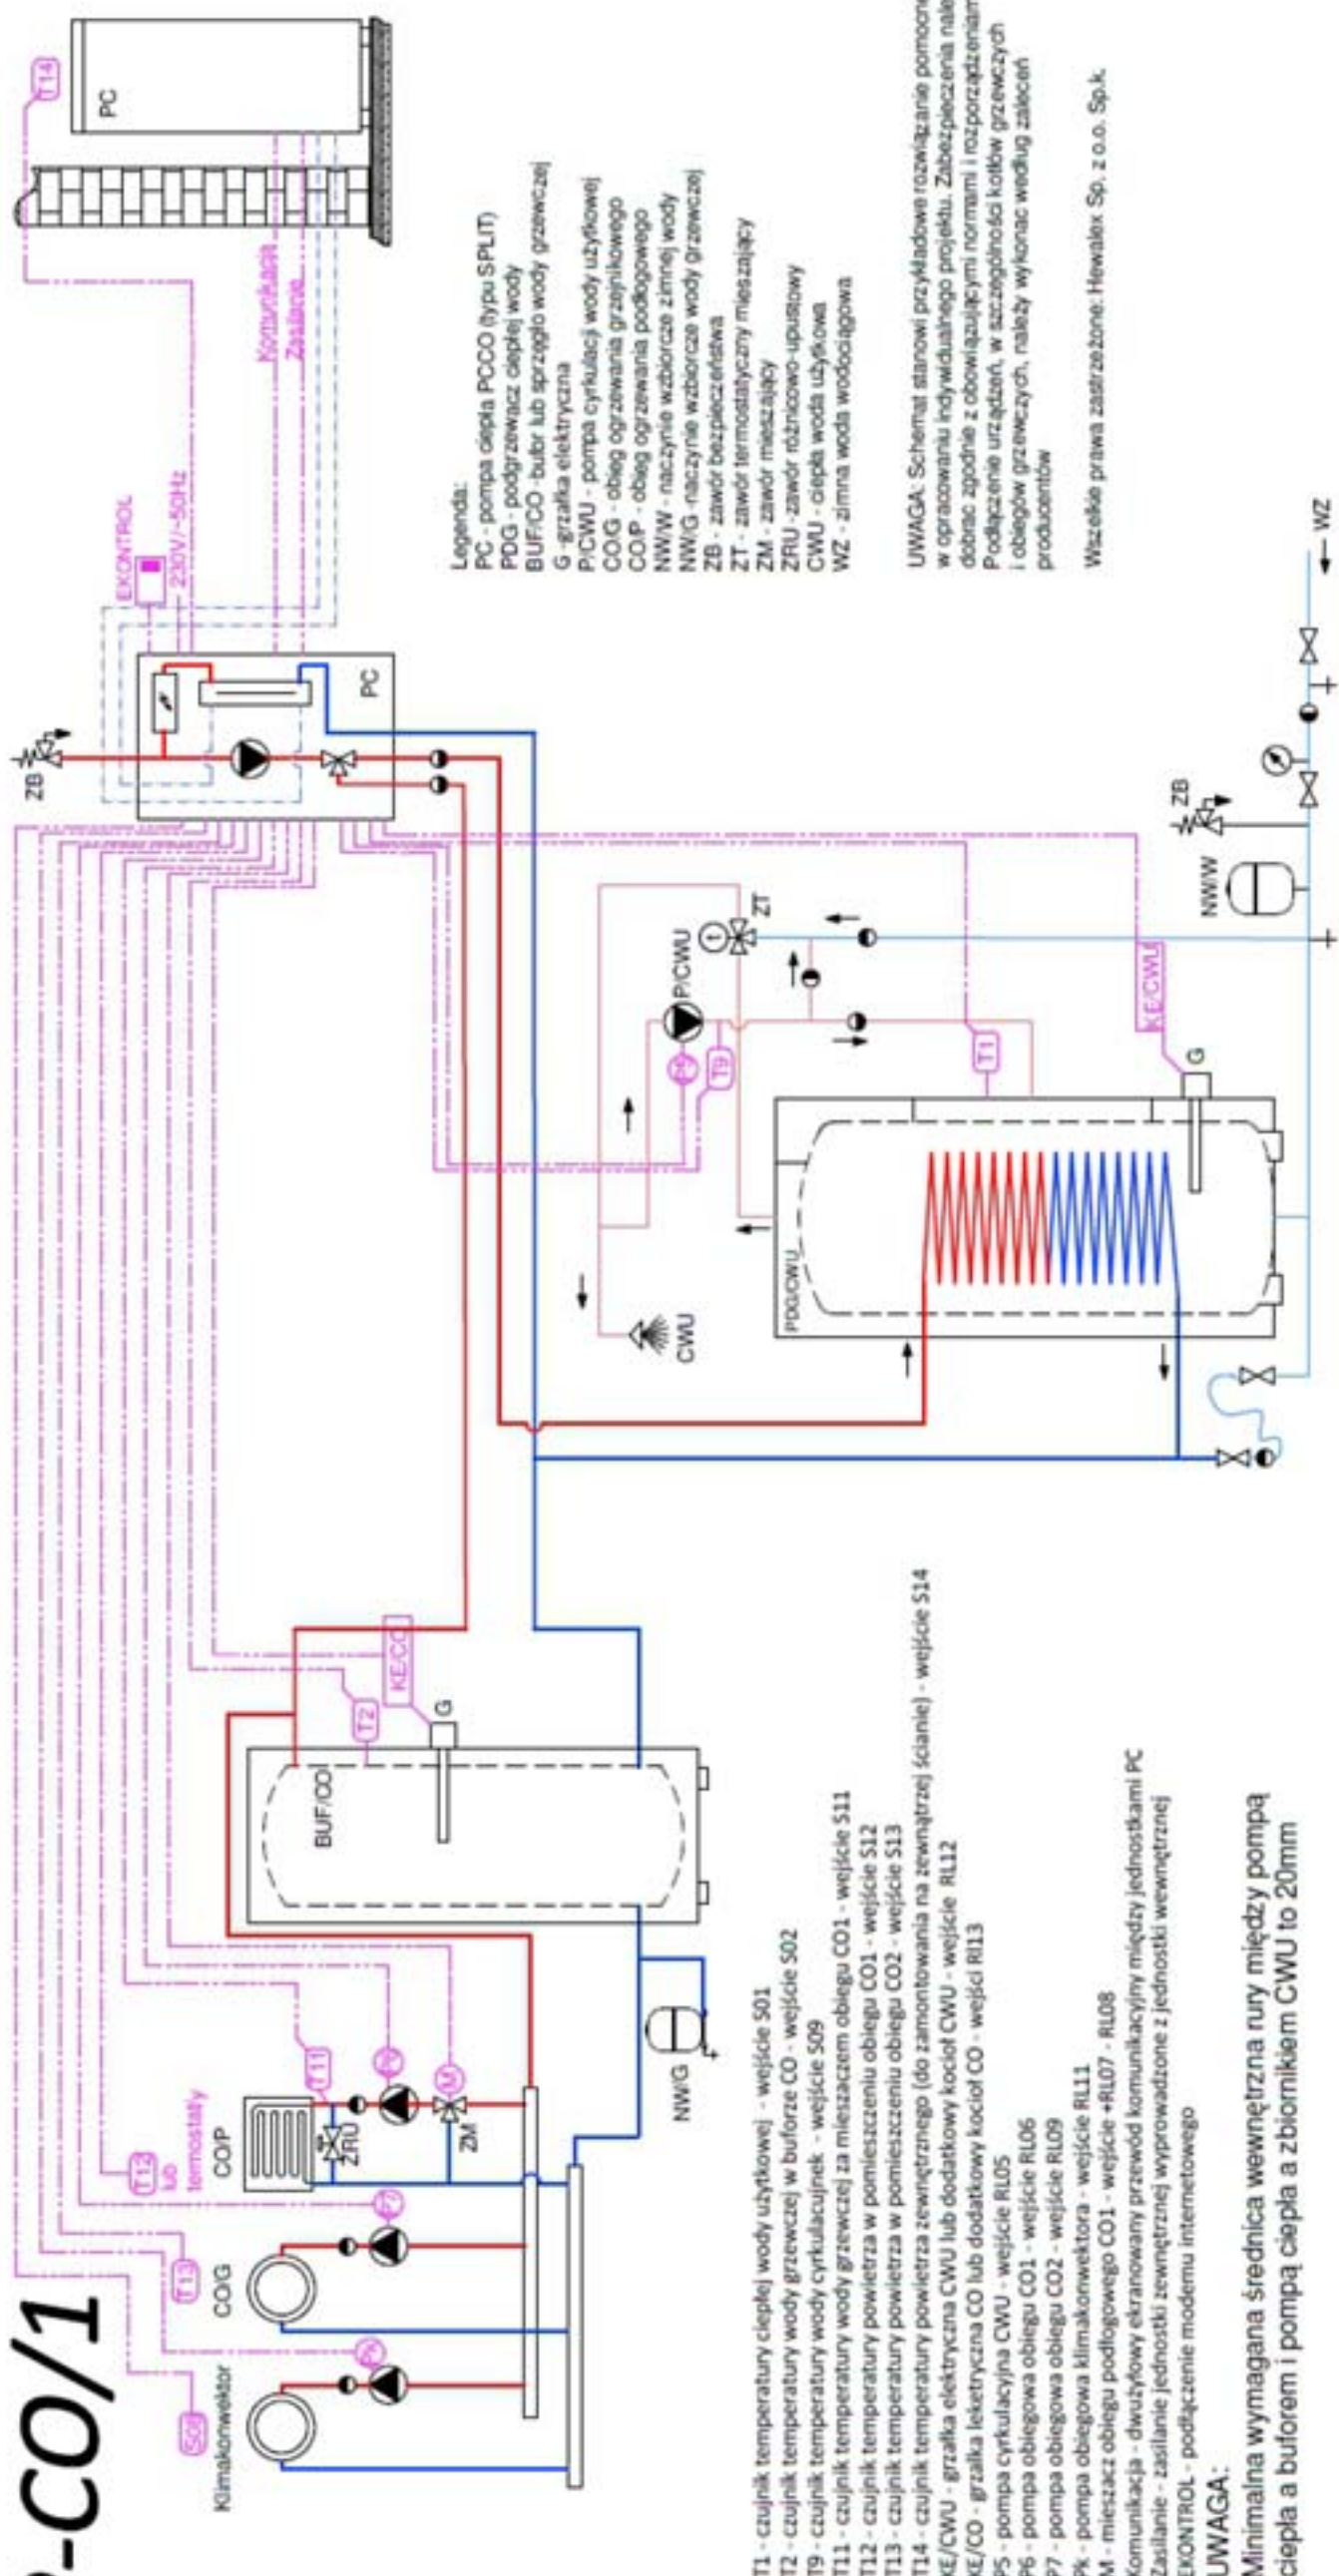 P-CO/1
ZB
EKONTROL
230V/~50Hz
Komunikacja
Zasilanie
T14
PC
PC
S08
T13
T12
lub
termostaty
Klimakonwektor
CO/G
CO/P
Pk
P7
T11
P6
M
ZRU
ZM
NW/G
BUF/CO
T2
KE/CO
G
CWU
P/CWU
P5
T9
ZT
PDG/CWU
T1
KE/CWU
G
NW/W
ZB
WZ
Legenda:
PC - pompa ciepła PCCO (typu SPLIT)
PDG - podgrzewacz ciepłej wody
BUF/CO -bufor lub sprzęgło wody grzewczej
G -grzałka elektryczna
P/CWU - pompa cyrkulacji wody użytkowej
CO/G - obieg ogrzewania grzejnikowego
CO/P - obieg ogrzewania podłogowego
NW/W - naczynie wzbiorcze zimnej wody
NW/G -naczynie wzbiorcze wody grzewczej
ZB - zawór bezpieczeństwa
ZT - zawór termostatyczny mieszający
ZM - zawór mieszający
ZRU -zawór różnicowo-upustowy
CWU - ciepła woda użytkowa
WZ - zimna woda wodociągowa
UWAGA: Schemat stanowi przykładowe rozwiązanie pomocne
w opracowaniu indywidualnego projektu. Zabezpieczenia nale
dobrac zgodnie z obowiązującymi normami i rozporządzeniam
Podłączenie urządzeń, w szczególności kotłów grzewczych
i obiegów grzewczych, należy wykonac według zaleceń
producentów
Wszelkie prawa zastrzeżone: Hewalex Sp. z o.o. Sp.k.
T1 - czujnik temperatury ciepłej wody użytkowej - wejście S01
T2 - czujnik temperatury wody grzewczej w buforze CO - wejście S02
T9 - czujnik temperatury wody cyrkulacujnek - wejście S09
T11 - czujnik temperatury wody grzewczej za mieszaczem obiegu CO1 - wejście S11
T12 - czujnik temperatury powietrza w pomieszczeniu obiegu CO1 - wejście S12
T13 - czujnik temperatury powietrza w pomieszczeniu obiegu CO2 - wejście S13
T14 - czujnik temperatury powietrza zewnętrznego (do zamontowania na zewnątrzej ścianie) - wejście S14
KE/CWU - grzałka elektryczna CWU lub dodatkowy kocioł CWU - wejście RL12
KE/CO - grzalka leketryczna CO lub dodatkowy kocioł CO - wejści RI13
P5 - pompa cyrkulacyjna CWU - wejście RL05
P6 - pompa obiegowa obiegu CO1 - wejście RL06
P7 - pompa obiegowa obiegu CO2 - wejście RL09
Pk - pompa obiegowa klimakonwektora - wejście RL11
M - mieszacz obiegu podłogowego CO1 - wejście +RL07 - RL08
Komunikacja - dwużyłowy ekranowany przewód komunikacyjny między jednostkami PC
Zasilanie - zasilanie jednostki zewnętrznej wyprowadzone z jednostki wewnętrznej
EKONTROL - podłączenie modemu internetowego
UWAGA:
Minimalna wymagana średnica wewnętrzna rury między pompą
ciepła a buforem i pompą ciepła a zbiornikiem CWU to 20mm